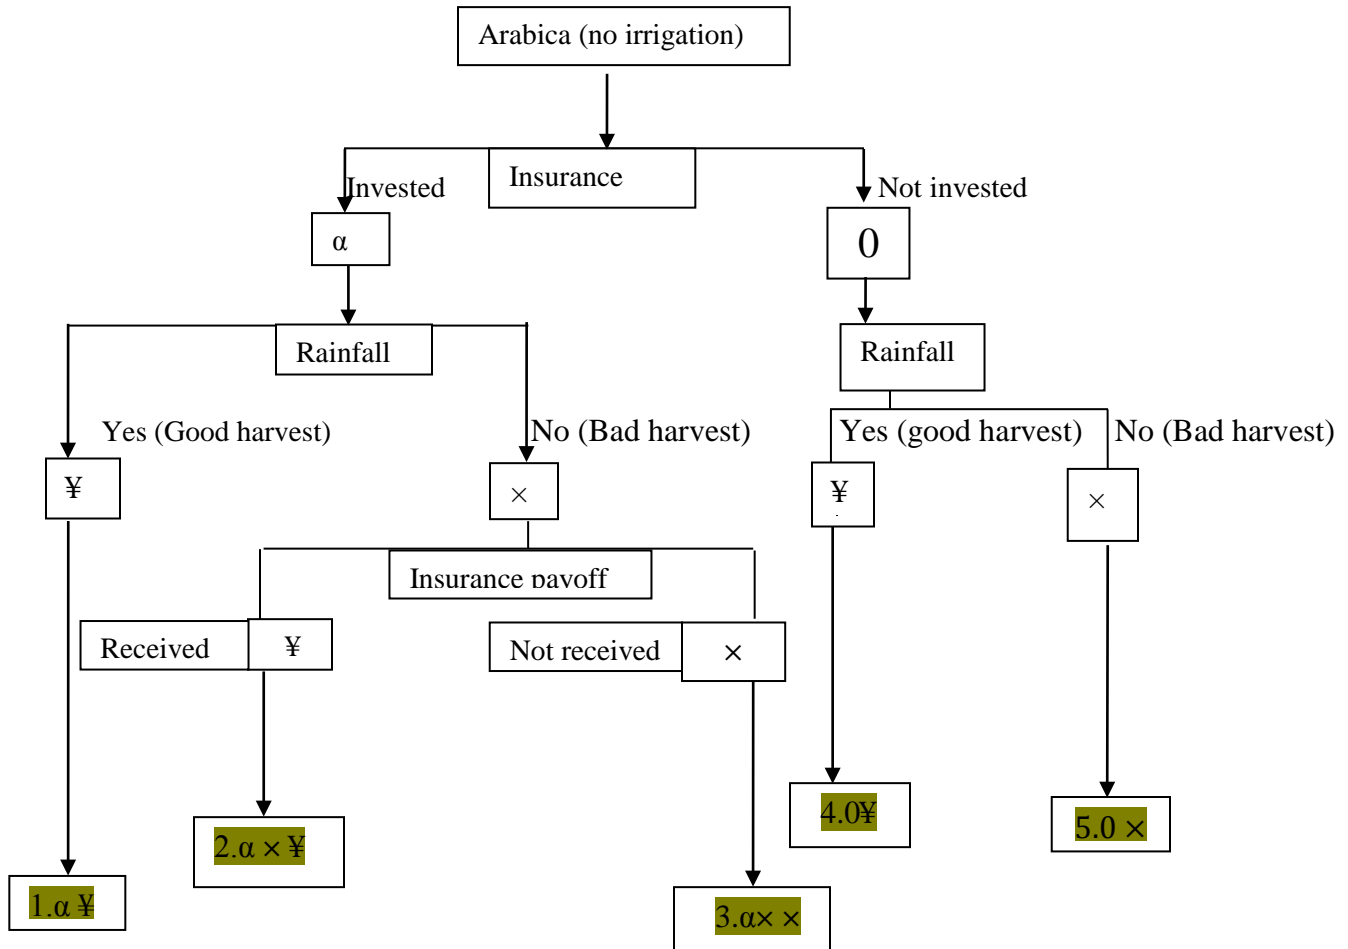 Arabica (no irrigation)
Insurance
Invested
Not invested
α
0
Rainfall
Rainfall
Yes (Good harvest)
No (Bad harvest)
Yes (good harvest)
No (Bad harvest)
¥
×
¥
×
Insurance payoff
Received
¥
Not received
×
4.0¥
5.0 ×
2.α × ¥
1.α ¥
3.α× ×